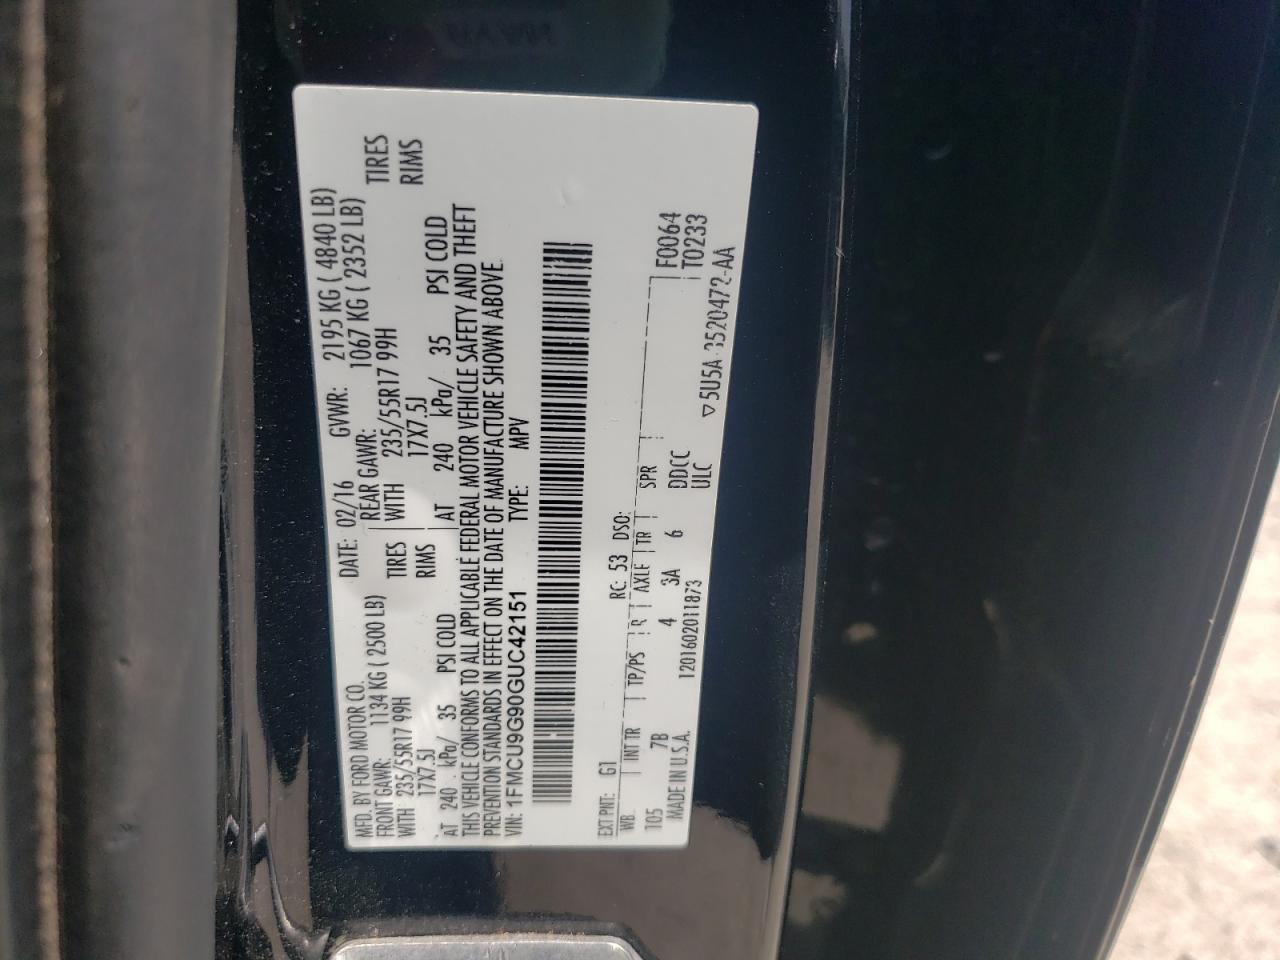 MFD. BY FORD MOTOR CO. DATE: 02/16 GVWR: 2195 KG ( 4840 LB)
FRONT GAWR: 1134 KG ( 2500 LB) REAR GAWR: 1067 KG ( 2352 LB)
WITH 235/55R17 99H TIRES WITH 235/55R17 99H TIRES
17X7.5J RIMS 17X7.5J RIMS
AT 240 kPa/ 35 PSI COLD AT 240 kPa/ 35 PSI COLD
THIS VEHICLE CONFORMS TO ALL APPLICABLE FEDERAL MOTOR VEHICLE SAFETY AND THEFT
PREVENTION STANDARDS IN EFFECT ON THE DATE OF MANUFACTURE SHOWN ABOVE.
VIN: 1FMCU9G90GUC42151 TYPE: MPV
EXT PNT: G1 RC: 53 DSO: F0064
WB INT TR TP/PS R AXLE TR SPR T0233
105 7B 4 3A 6 DDCC
MADE IN U.S.A. 1201602011873 ULC ▽5U5A-3520472-AA